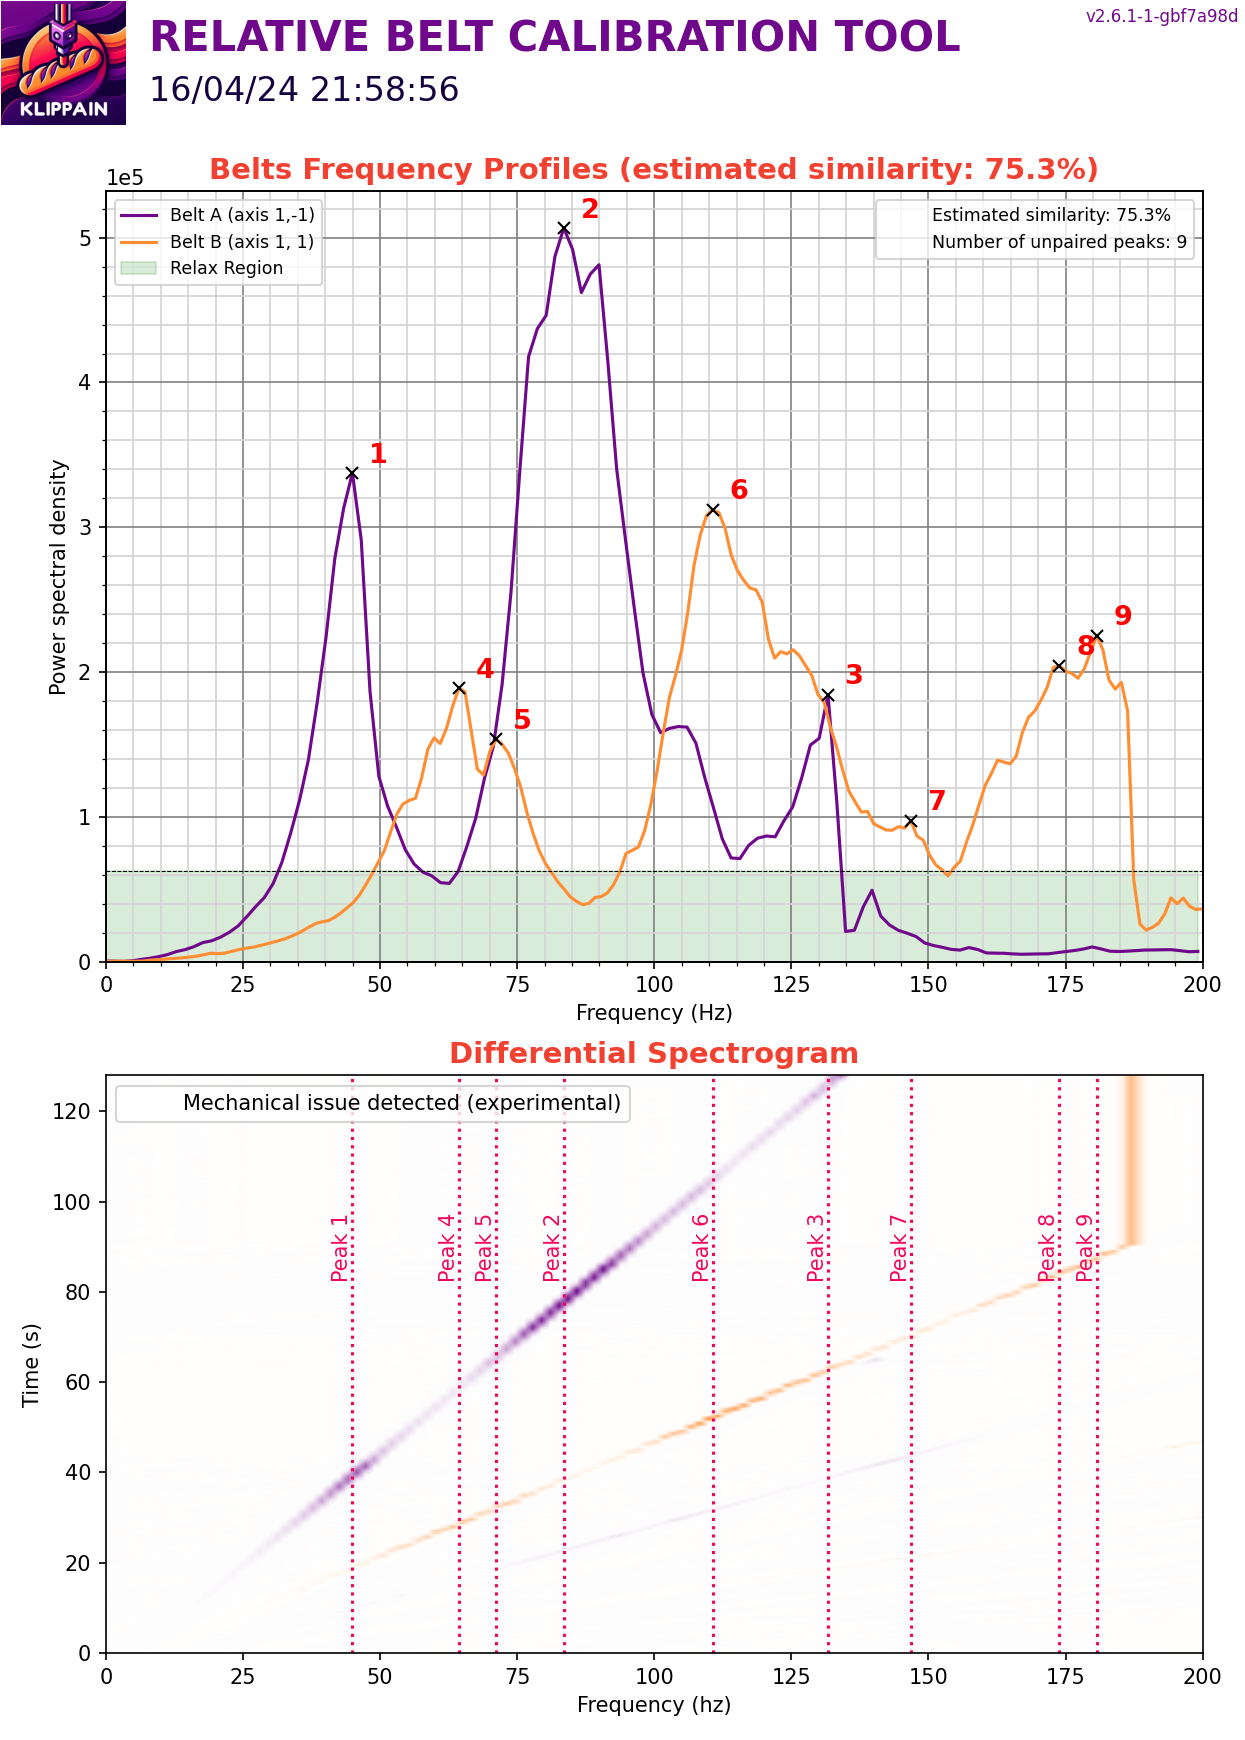 v2.6.1-1-gbf7a98d
RELATIVE BELT CALIBRATION TOOL
16/04/24 21:58:56
KLIPPAIN
Belts Frequency Profiles (estimated similarity: 75.3%)
1e5
Belt A (axis 1,-1)
Belt B (axis 1, 1)
Relax Region
Estimated similarity: 75.3%
Number of unpaired peaks: 9
Power spectral density
5
4
3
2
1
0
2
1
6
9
8
4
3
5
7
0 25 50 75 100 125 150 175 200
Frequency (Hz)
Differential Spectrogram
Mechanical issue detected (experimental)
Time (s)
120
100
80
60
40
20
0
Peak 1
Peak 4
Peak 5
Peak 2
Peak 6
Peak 3
Peak 7
Peak 8
Peak 9
0 25 50 75 100 125 150 175 200
Frequency (hz)